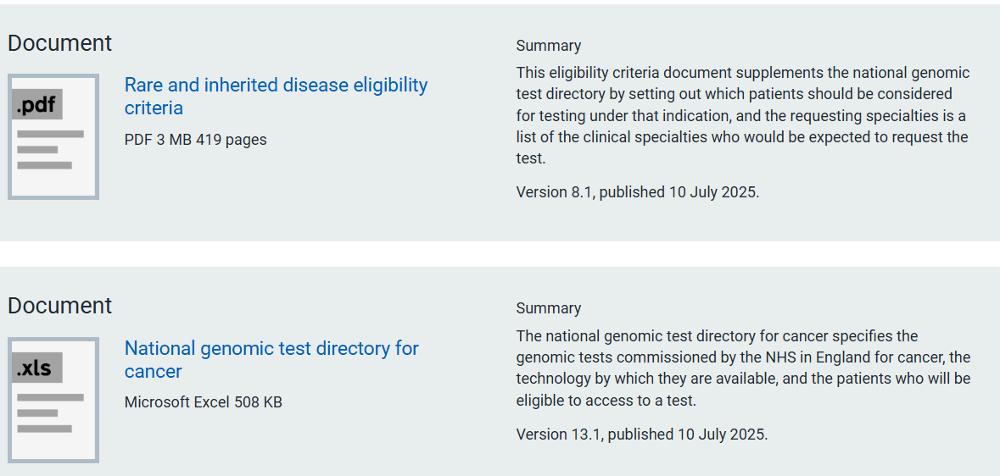 Document
.pdf
Rare and inherited disease eligibility
criteria
PDF 3 MB 419 pages
Summary
This eligibility criteria document supplements the national genomic
test directory by setting out which patients should be considered
for testing under that indication, and the requesting specialties is a
list of the clinical specialties who would be expected to request the
test.
Version 8.1, published 10 July 2025.
Document
.xls
National genomic test directory for
cancer
Microsoft Excel 508 KB
Summary
The national genomic test directory for cancer specifies the
genomic tests commissioned by the NHS in England for cancer, the
technology by which they are available, and the patients who will be
eligible to access to a test.
Version 13.1, published 10 July 2025.